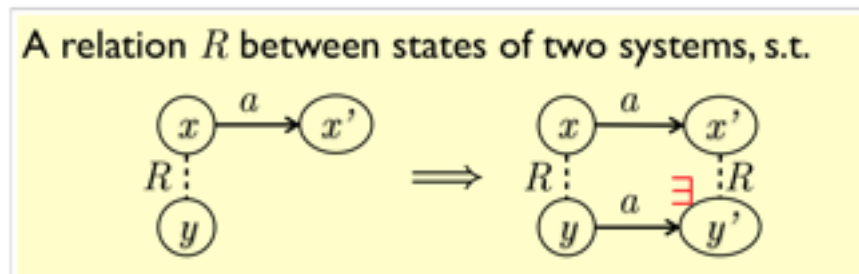 A relation R between states of two systems, s.t.
a a
x x' x x'
R ⟹ R ∃ R
a
y y y'